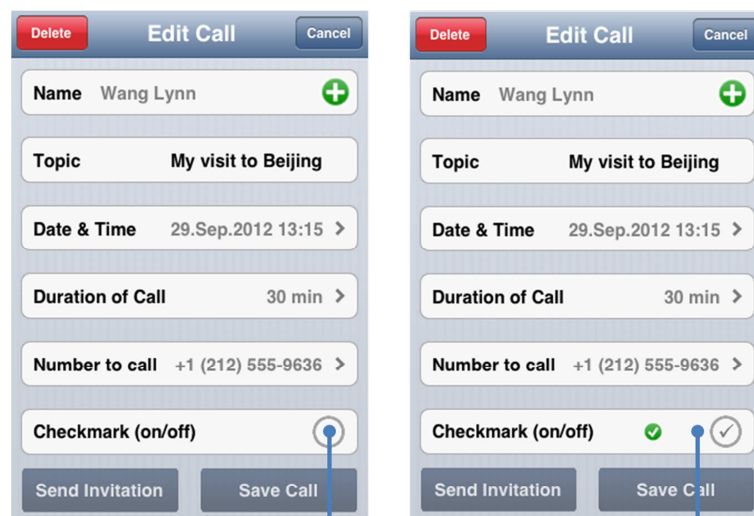 Delete Edit Call Cancel
Name Wang Lynn
Topic My visit to Beijing
Date & Time 29.Sep.2012 13:15
Duration of Call 30 min
Number to call +1 (212) 555-9636
Checkmark (on/off)
Send Invitation Save Call
Delete Edit Call Cancel
Name Wang Lynn
Topic My visit to Beijing
Date & Time 29.Sep.2012 13:15
Duration of Call 30 min
Number to call +1 (212) 555-9636
Checkmark (on/off)
Send Invitation Save Call